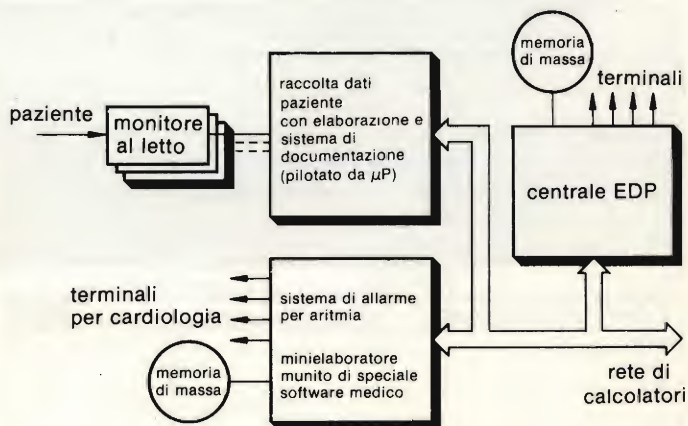 paziente
monitore
al letto
raccolta dati
paziente
con elaborazione e
sistema di
documentazione
(pilotato da µP)
memoria
di massa
terminali
centrale EDP
terminali
per cardiologia
memoria
di massa
sistema di allarme
per aritmia
minielaboratore
munito di speciale
software medico
rete di
calcolatori